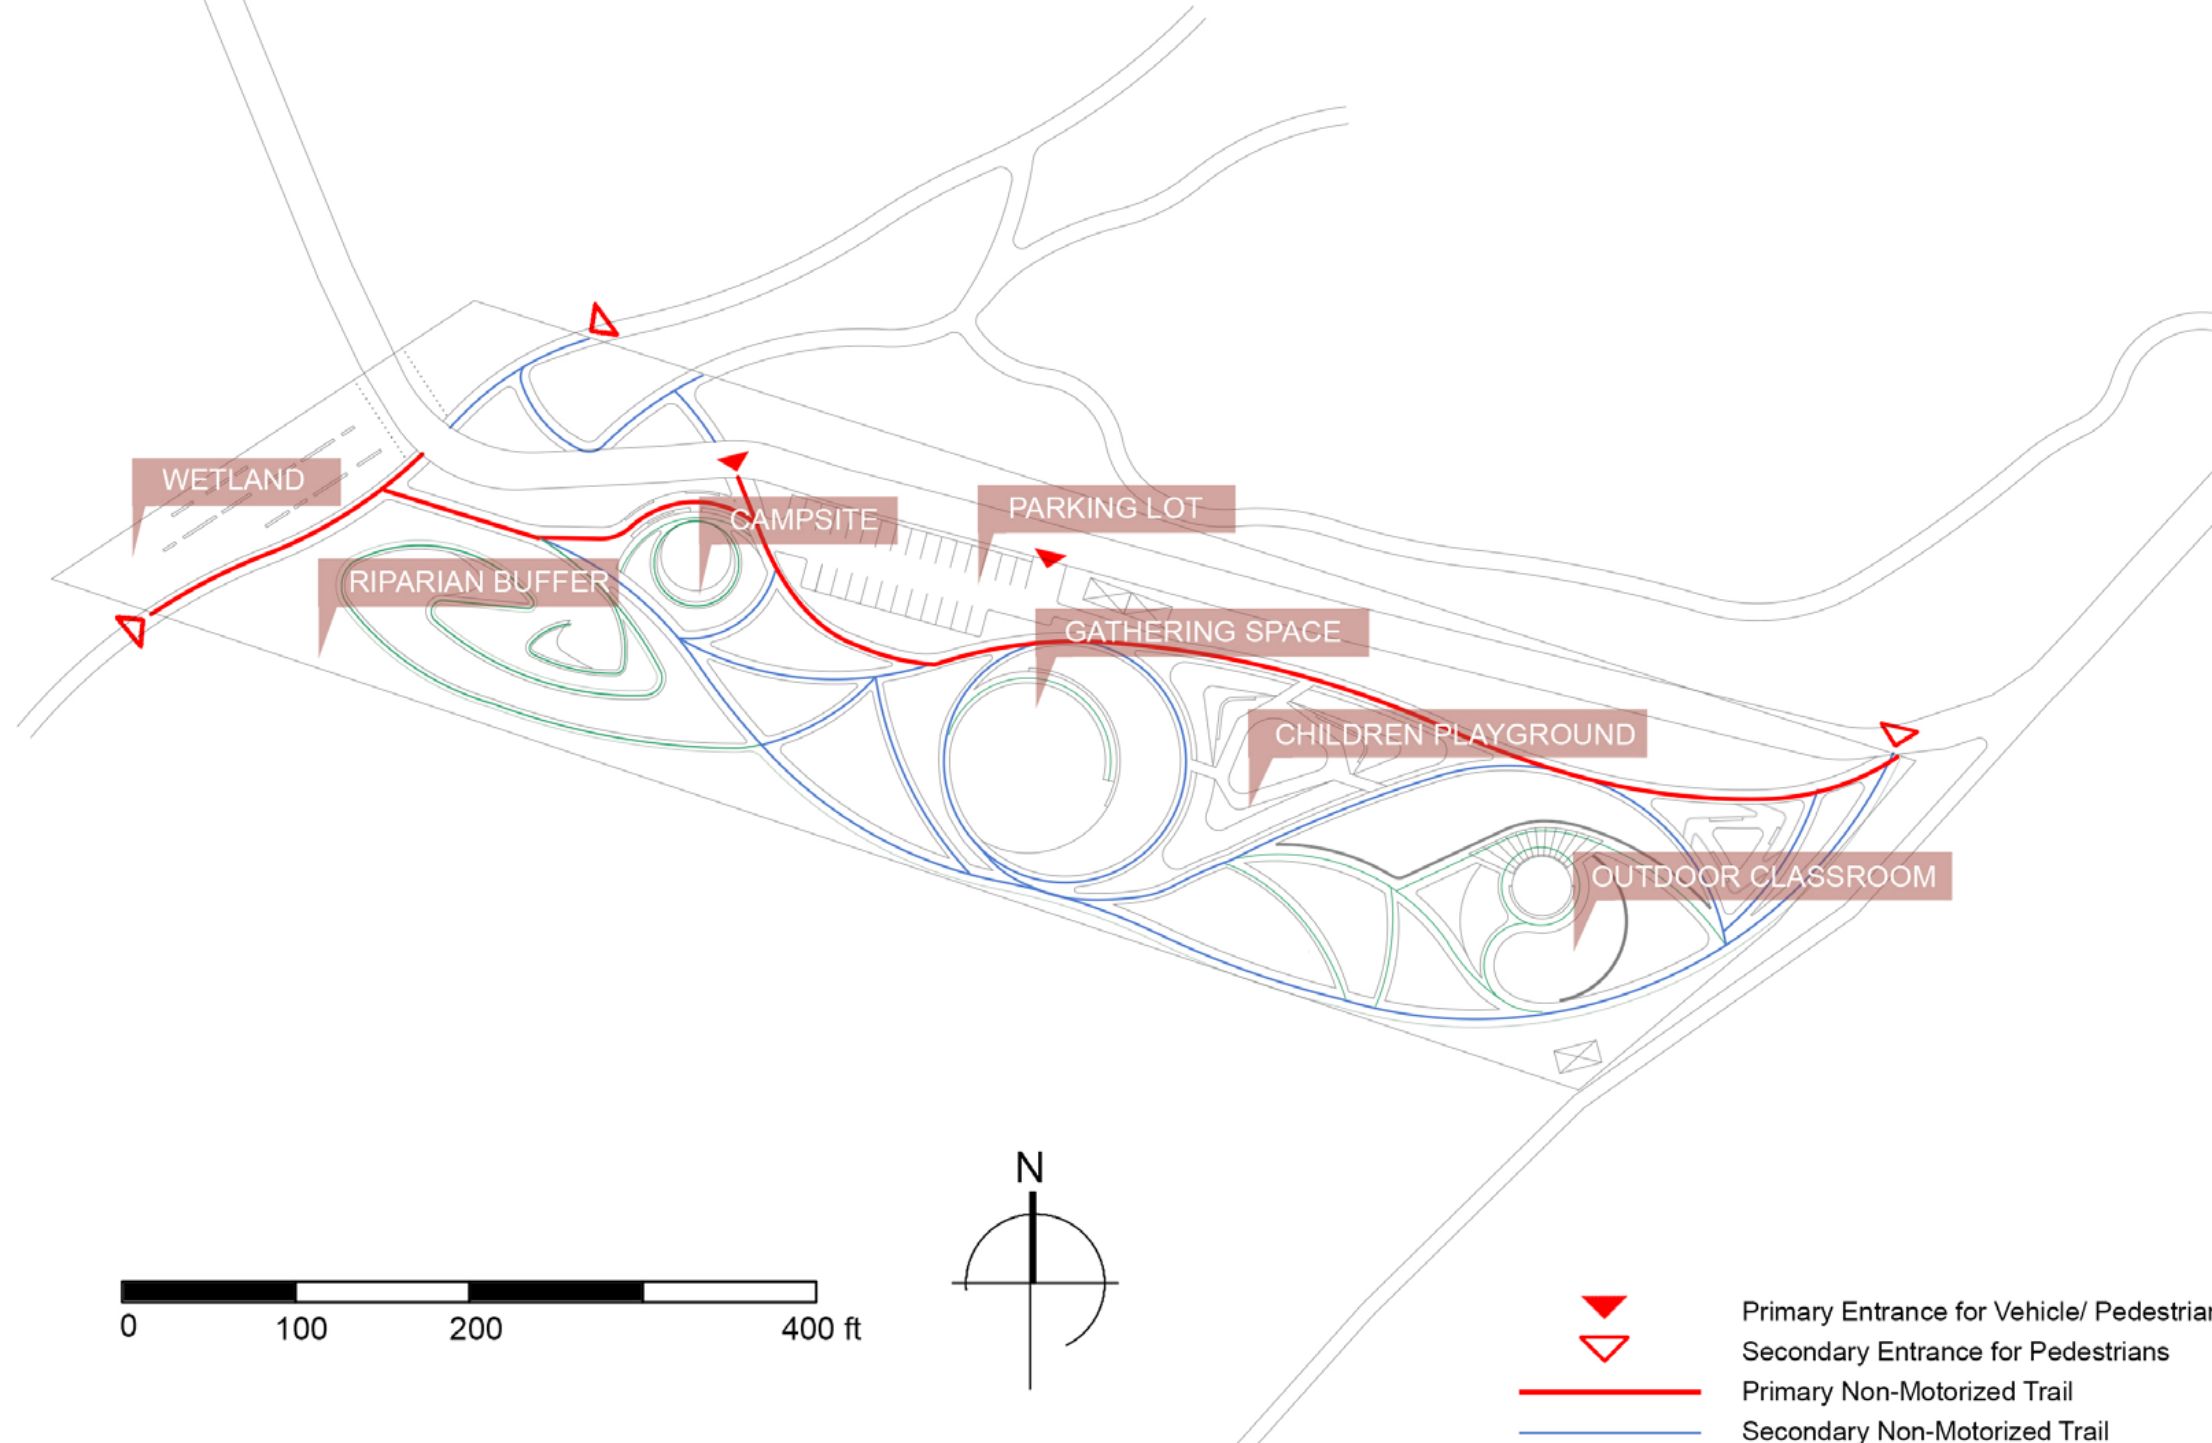 WETLAND
CAMPSITE
PARKING LOT
RIPARIAN BUFFER
GATHERING SPACE
CHILDREN PLAYGROUND
OUTDOOR CLASSROOM
N
0 100 200 400 ft
Primary Entrance for Vehicle/ Pedestrian
Secondary Entrance for Pedestrians
Primary Non-Motorized Trail
Secondary Non-Motorized Trail